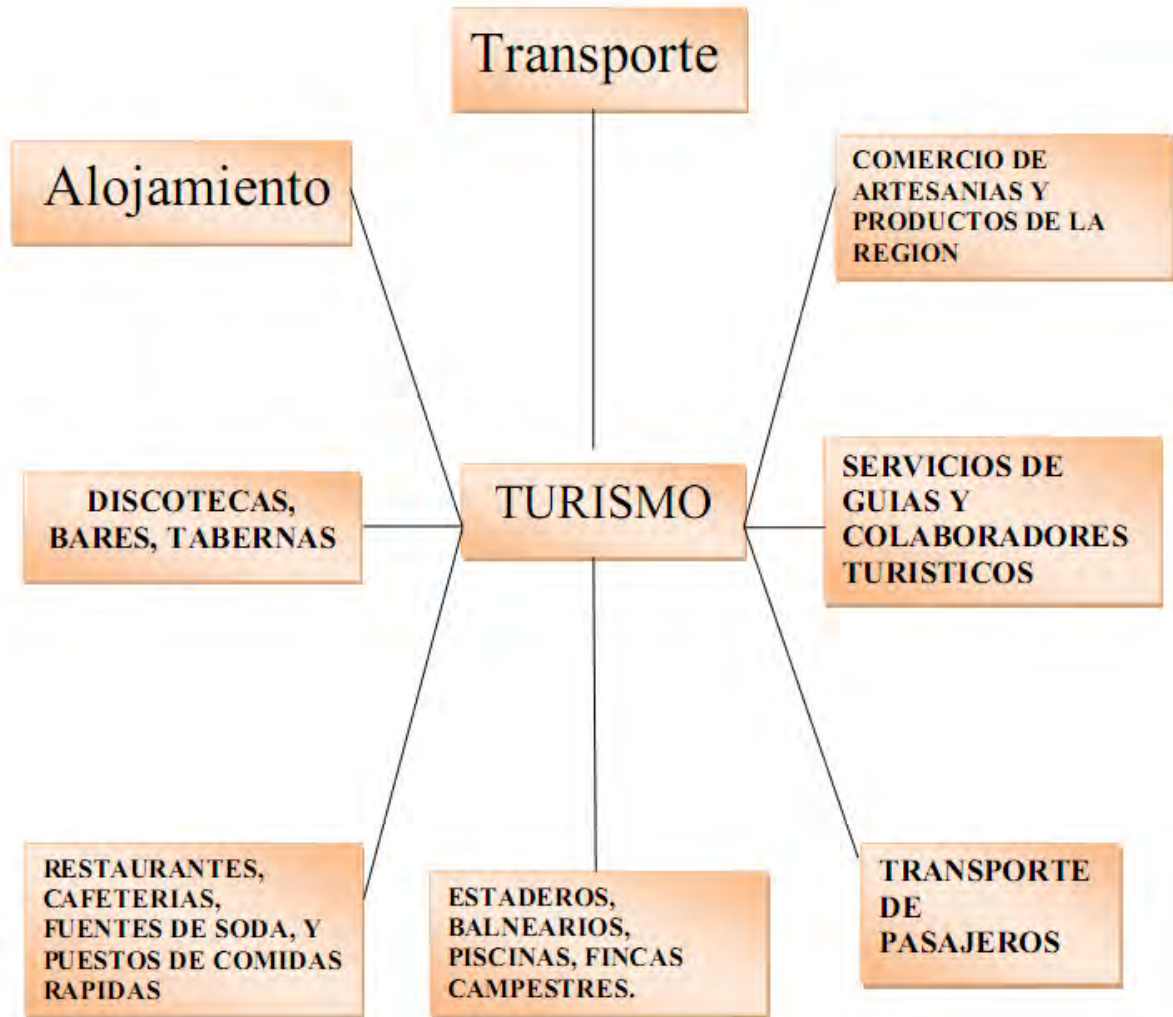 Transporte
Alojamiento
COMERCIO DE
ARTESANIAS Y
PRODUCTOS DE LA
REGION
DISCOTECAS,
BARES, TABERNAS
TURISMO
SERVICIOS DE
GUIAS Y
COLABORADORES
TURISTICOS
RESTAURANTES,
CAFETERIAS,
FUENTES DE SODA, Y
PUESTOS DE COMIDAS
RAPIDAS
ESTADEROS,
BALNEARIOS,
PISCINAS, FINCAS
CAMPESTRES.
TRANSPORTE
DE
PASAJEROS